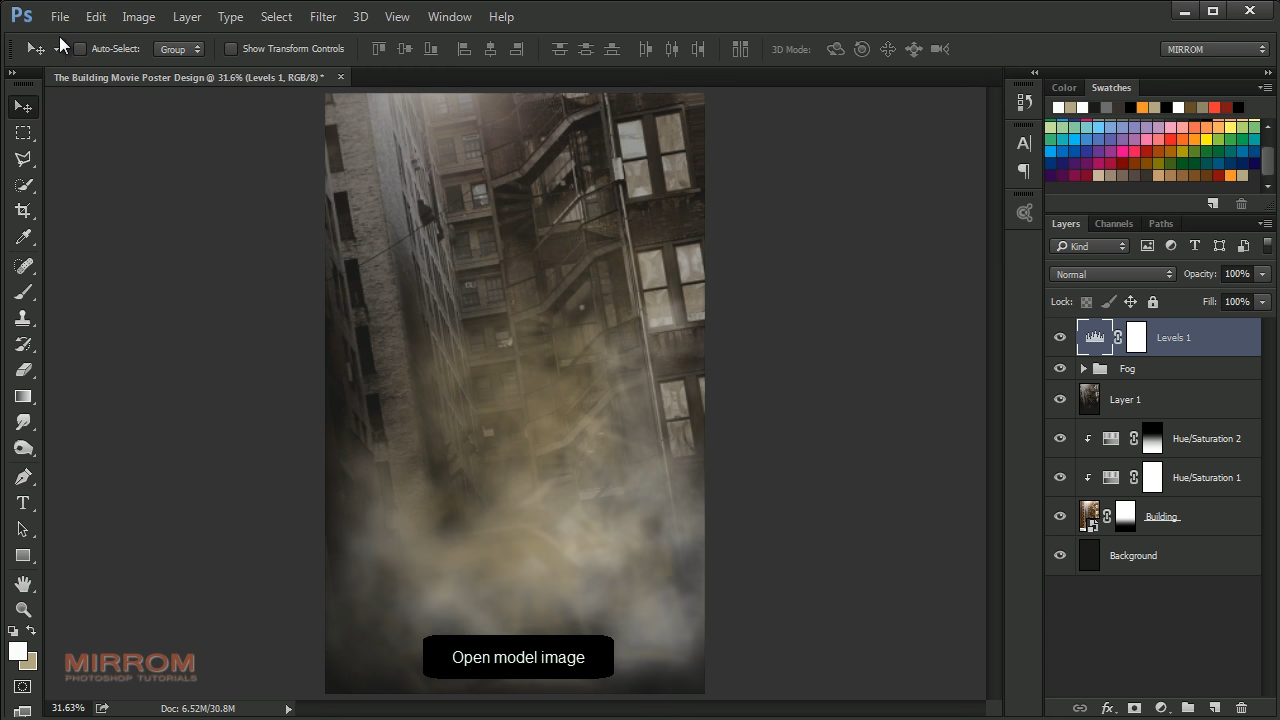 Ps File Edit Image Layer Type Select Filter 3D View Window Help
Auto-Select: Group Show Transform Controls 3D Mode: MIRROM
The Building Movie Poster Design @ 31.6% (Levels 1, RGB/8) * ×
Color Swatches
Layers Channels Paths
Kind
Normal Opacity: 100%
Lock: Fill: 100%
Levels 1
Fog
Layer 1
Hue/Saturation 2
Hue/Saturation 1
Building
Background
Open model image
MIRROM
PHOTOSHOP TUTORIALS
31.63% Doc: 6.52M/30.8M